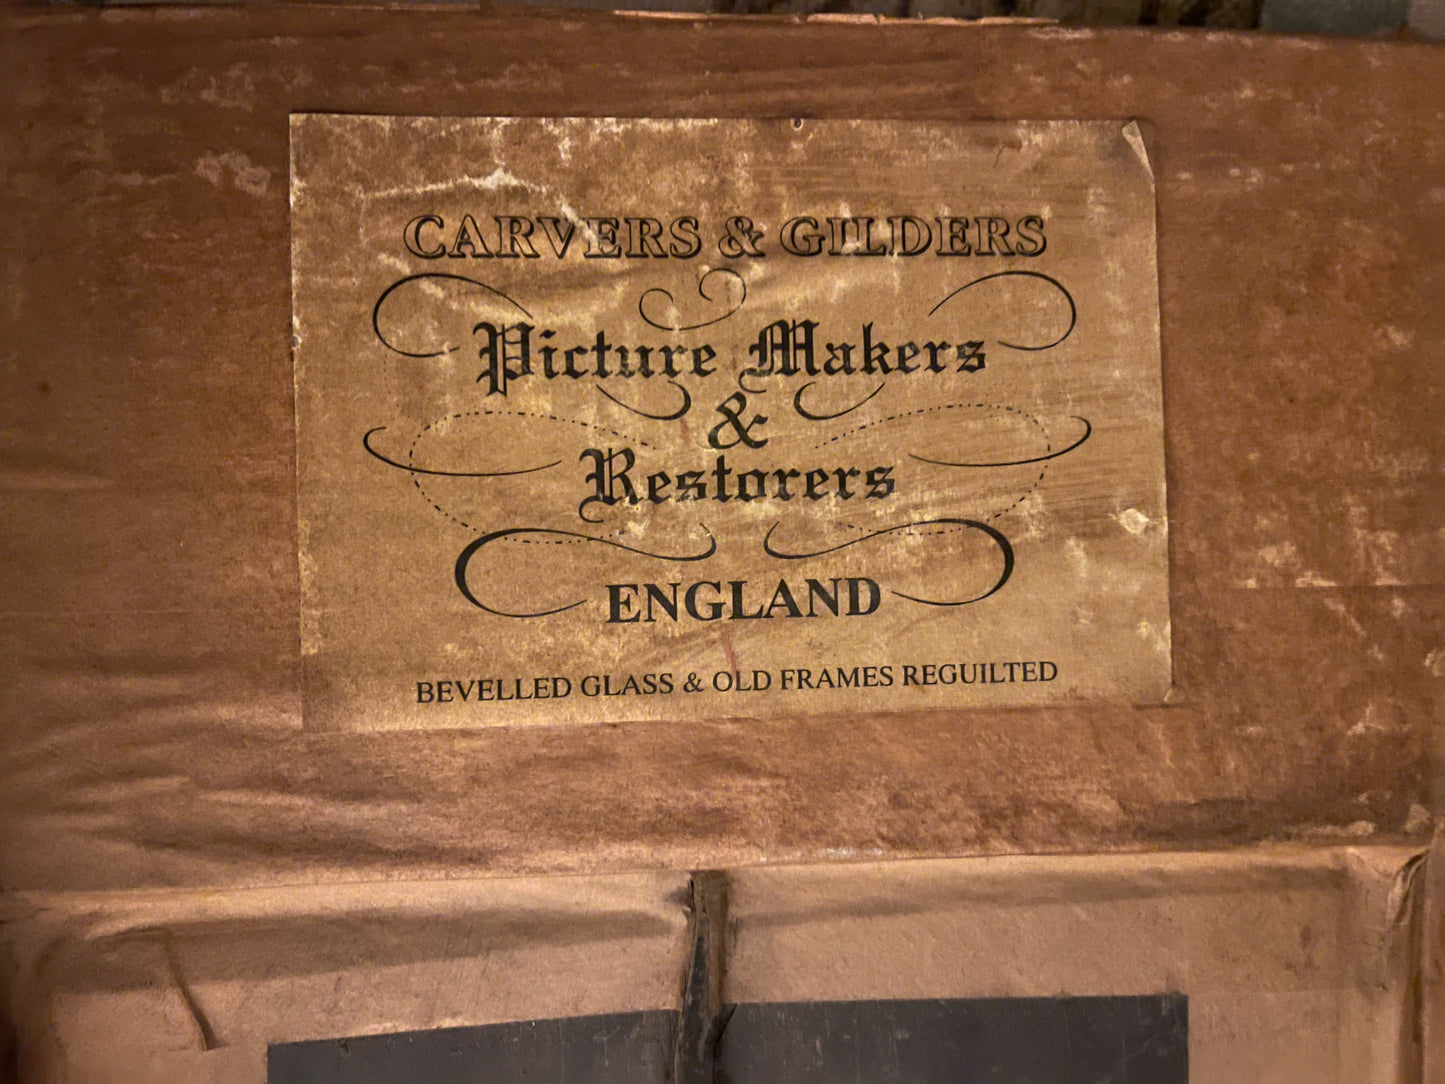 CARVERS & GILDERS
Picture Makers
&
Restorers
ENGLAND
BEVELLED GLASS & OLD FRAMES REGUILTED